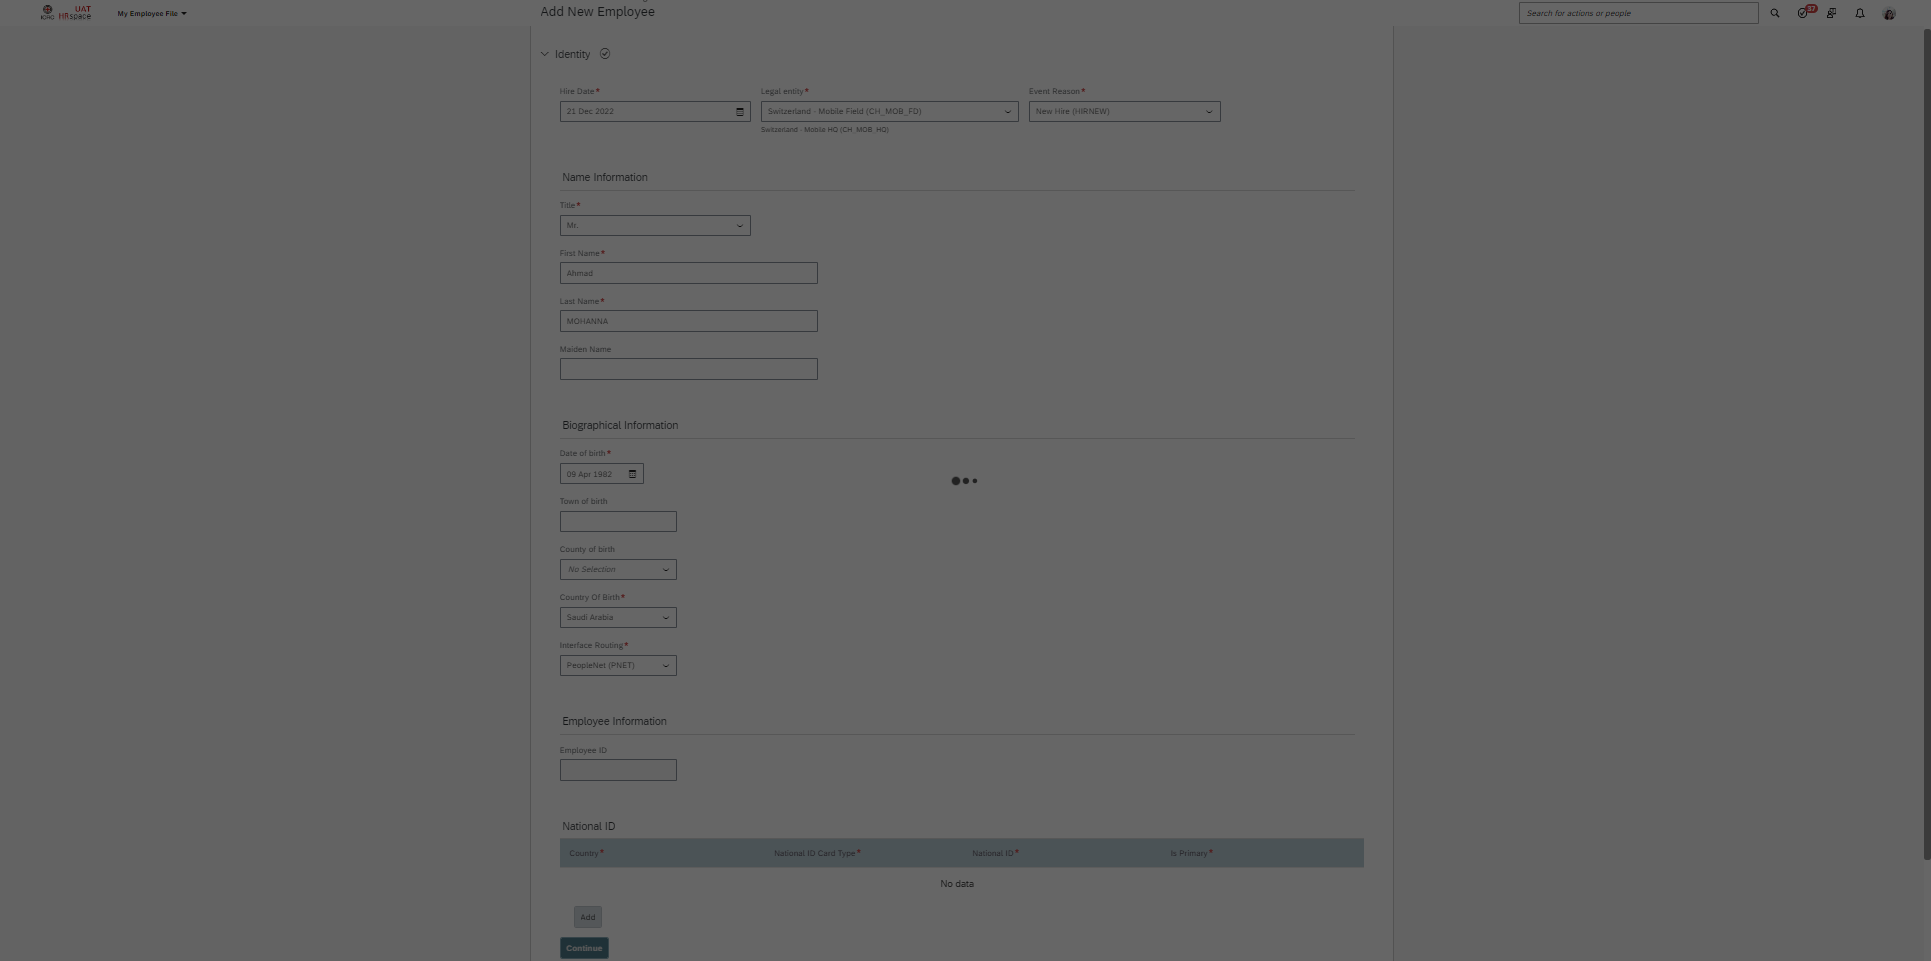 ICRC
UAT
HRspace
My Employee File
Add New Employee
Search for actions or people
37
Identity
Hire Date*
Legal entity*
Event Reason*
21 Dec 2022
Switzerland - Mobile Field (CH_MOB_FD)
New Hire (HIRNEW)
Switzerland - Mobile HQ (CH_MOB_HQ)
Name Information
Title*
Mr.
First Name*
Ahmad
Last Name*
MOHANNA
Maiden Name
Biographical Information
Date of birth*
09 Apr 1982
Town of birth
County of birth
No Selection
Country Of Birth*
Saudi Arabia
Interface Routing*
PeopleNet (PNET)
Employee Information
Employee ID
National ID
Country* National ID Card Type* National ID* Is Primary*
No data
Add
Continue